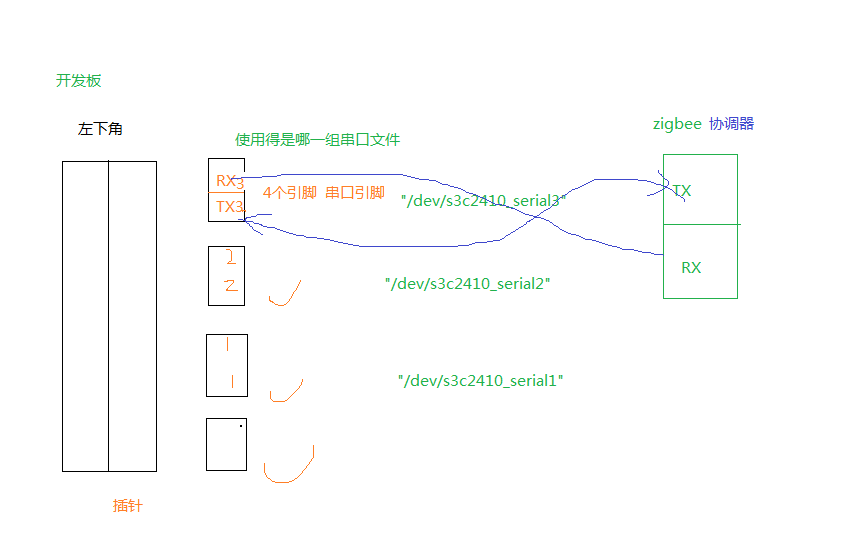 开发板
左下角
使用得是哪一组串口文件
zigbee 协调器
RX3
4个引脚 串口引脚
"/dev/s3c2410_serial3"
TX
TX3
2
2
"/dev/s3c2410_serial2"
RX
1
1
"/dev/s3c2410_serial1"
插针